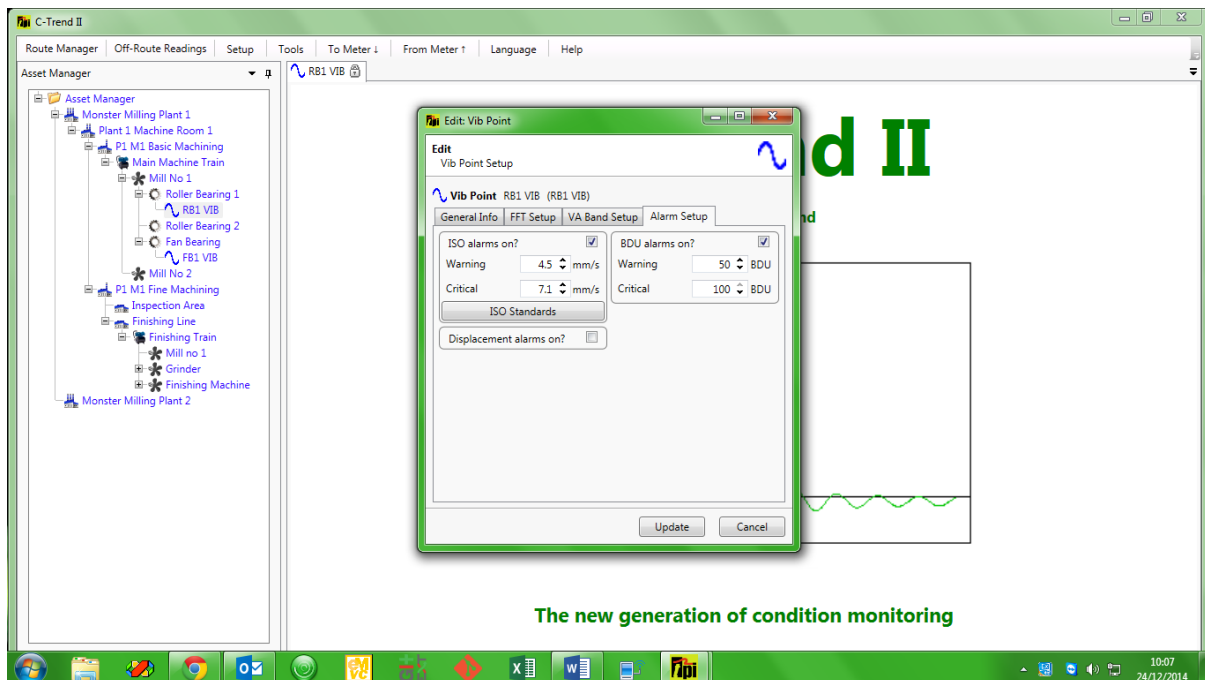 C-Trend II
Route Manager Off-Route Readings Setup Tools To Meter ↓ From Meter ↑ Language Help
Asset Manager
RB1 VIB
Asset Manager
Monster Milling Plant 1
Plant 1 Machine Room 1
P1 M1 Basic Machining
Main Machine Train
Mill No 1
Roller Bearing 1
RB1 VIB
Roller Bearing 2
Fan Bearing
FB1 VIB
Mill No 2
P1 M1 Fine Machining
Inspection Area
Finishing Line
Finishing Train
Mill no 1
Grinder
Finishing Machine
Monster Milling Plant 2
d II
nd
Edit: Vib Point
Edit
Vib Point Setup
Vib Point RB1 VIB (RB1 VIB)
General Info FFT Setup VA Band Setup Alarm Setup
ISO alarms on? BDU alarms on?
Warning 4.5 mm/s Warning 50 BDU
Critical 7.1 mm/s Critical 100 BDU
ISO Standards
Displacement alarms on?
Update Cancel
The new generation of condition monitoring
10:07
24/12/2014